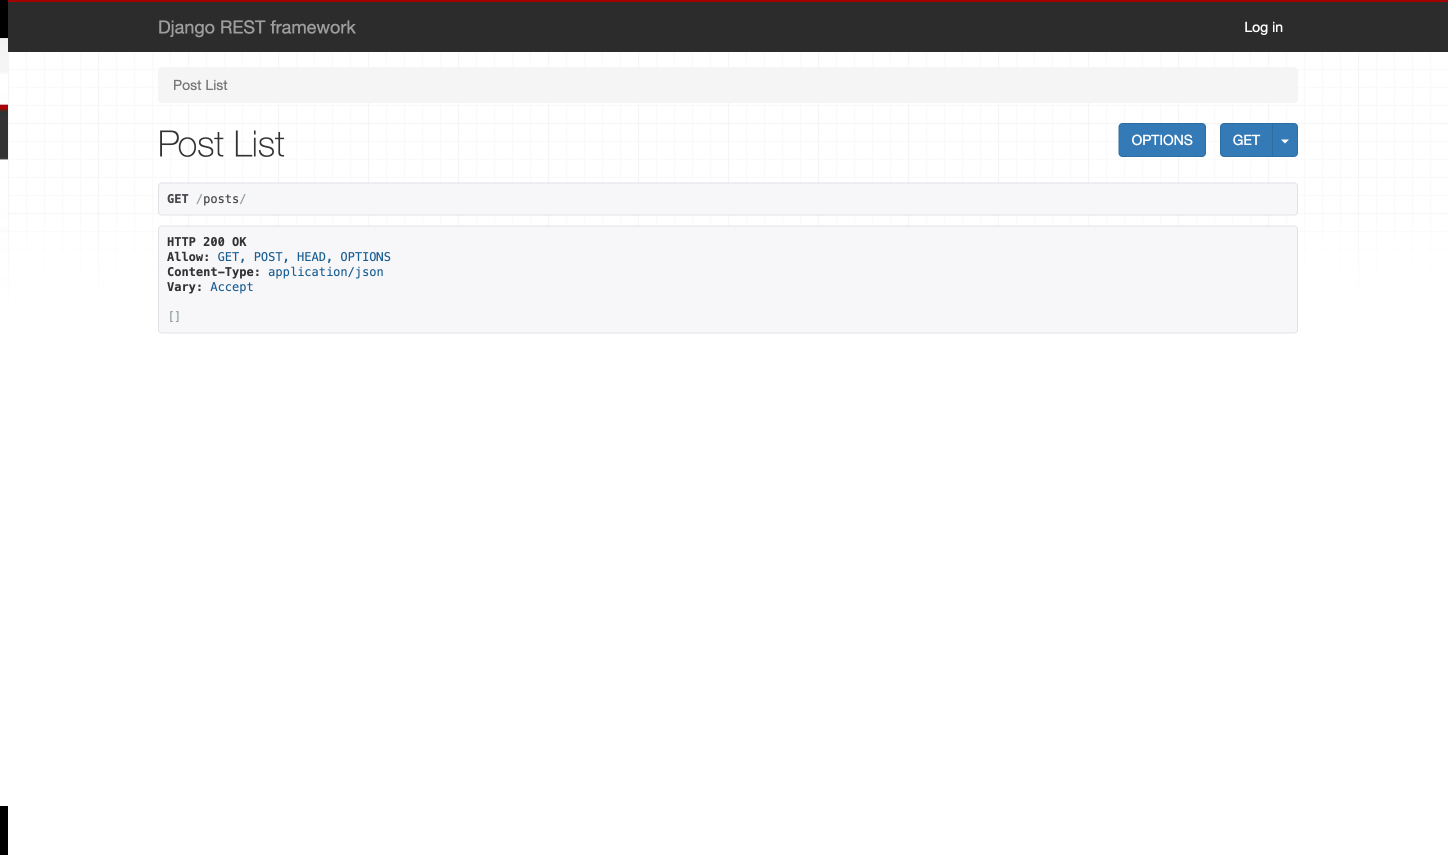 Django REST framework
Log in
Post List
Post List
OPTIONS
GET
GET /posts/
HTTP 200 OK
Allow: GET, POST, HEAD, OPTIONS
Content-Type: application/json
Vary: Accept
[]